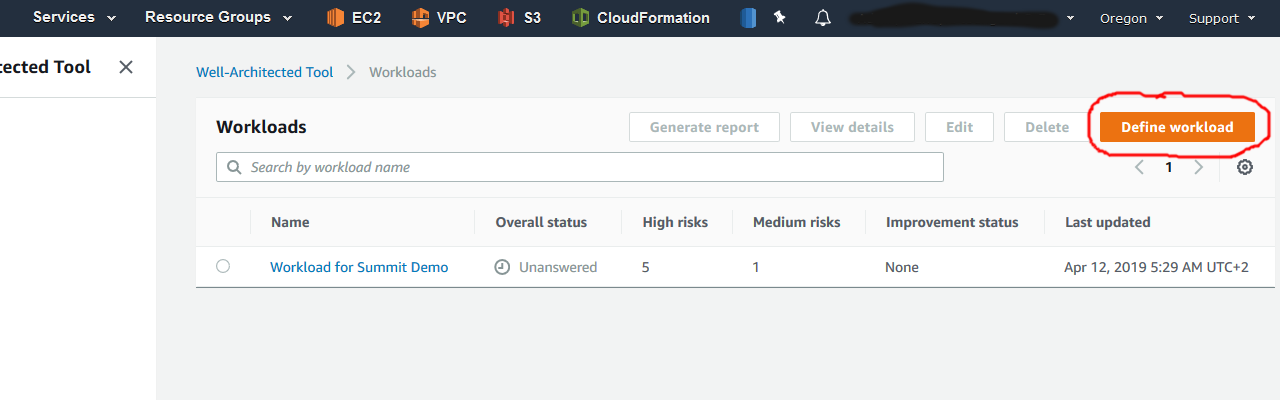 Services Resource Groups EC2 VPC S3 CloudFormation Oregon Support
tected Tool
Well-Architected Tool Workloads
Workloads Generate report View details Edit Delete Define workload
Search by workload name 1
Name Overall status High risks Medium risks Improvement status Last updated
Workload for Summit Demo Unanswered 5 1 None Apr 12, 2019 5:29 AM UTC+2